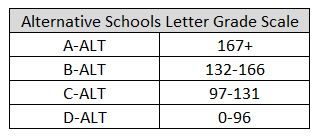 Alternative Schools Letter Grade Scale
A-ALT 167+
B-ALT 132-166
C-ALT 97-131
D-ALT 0-96